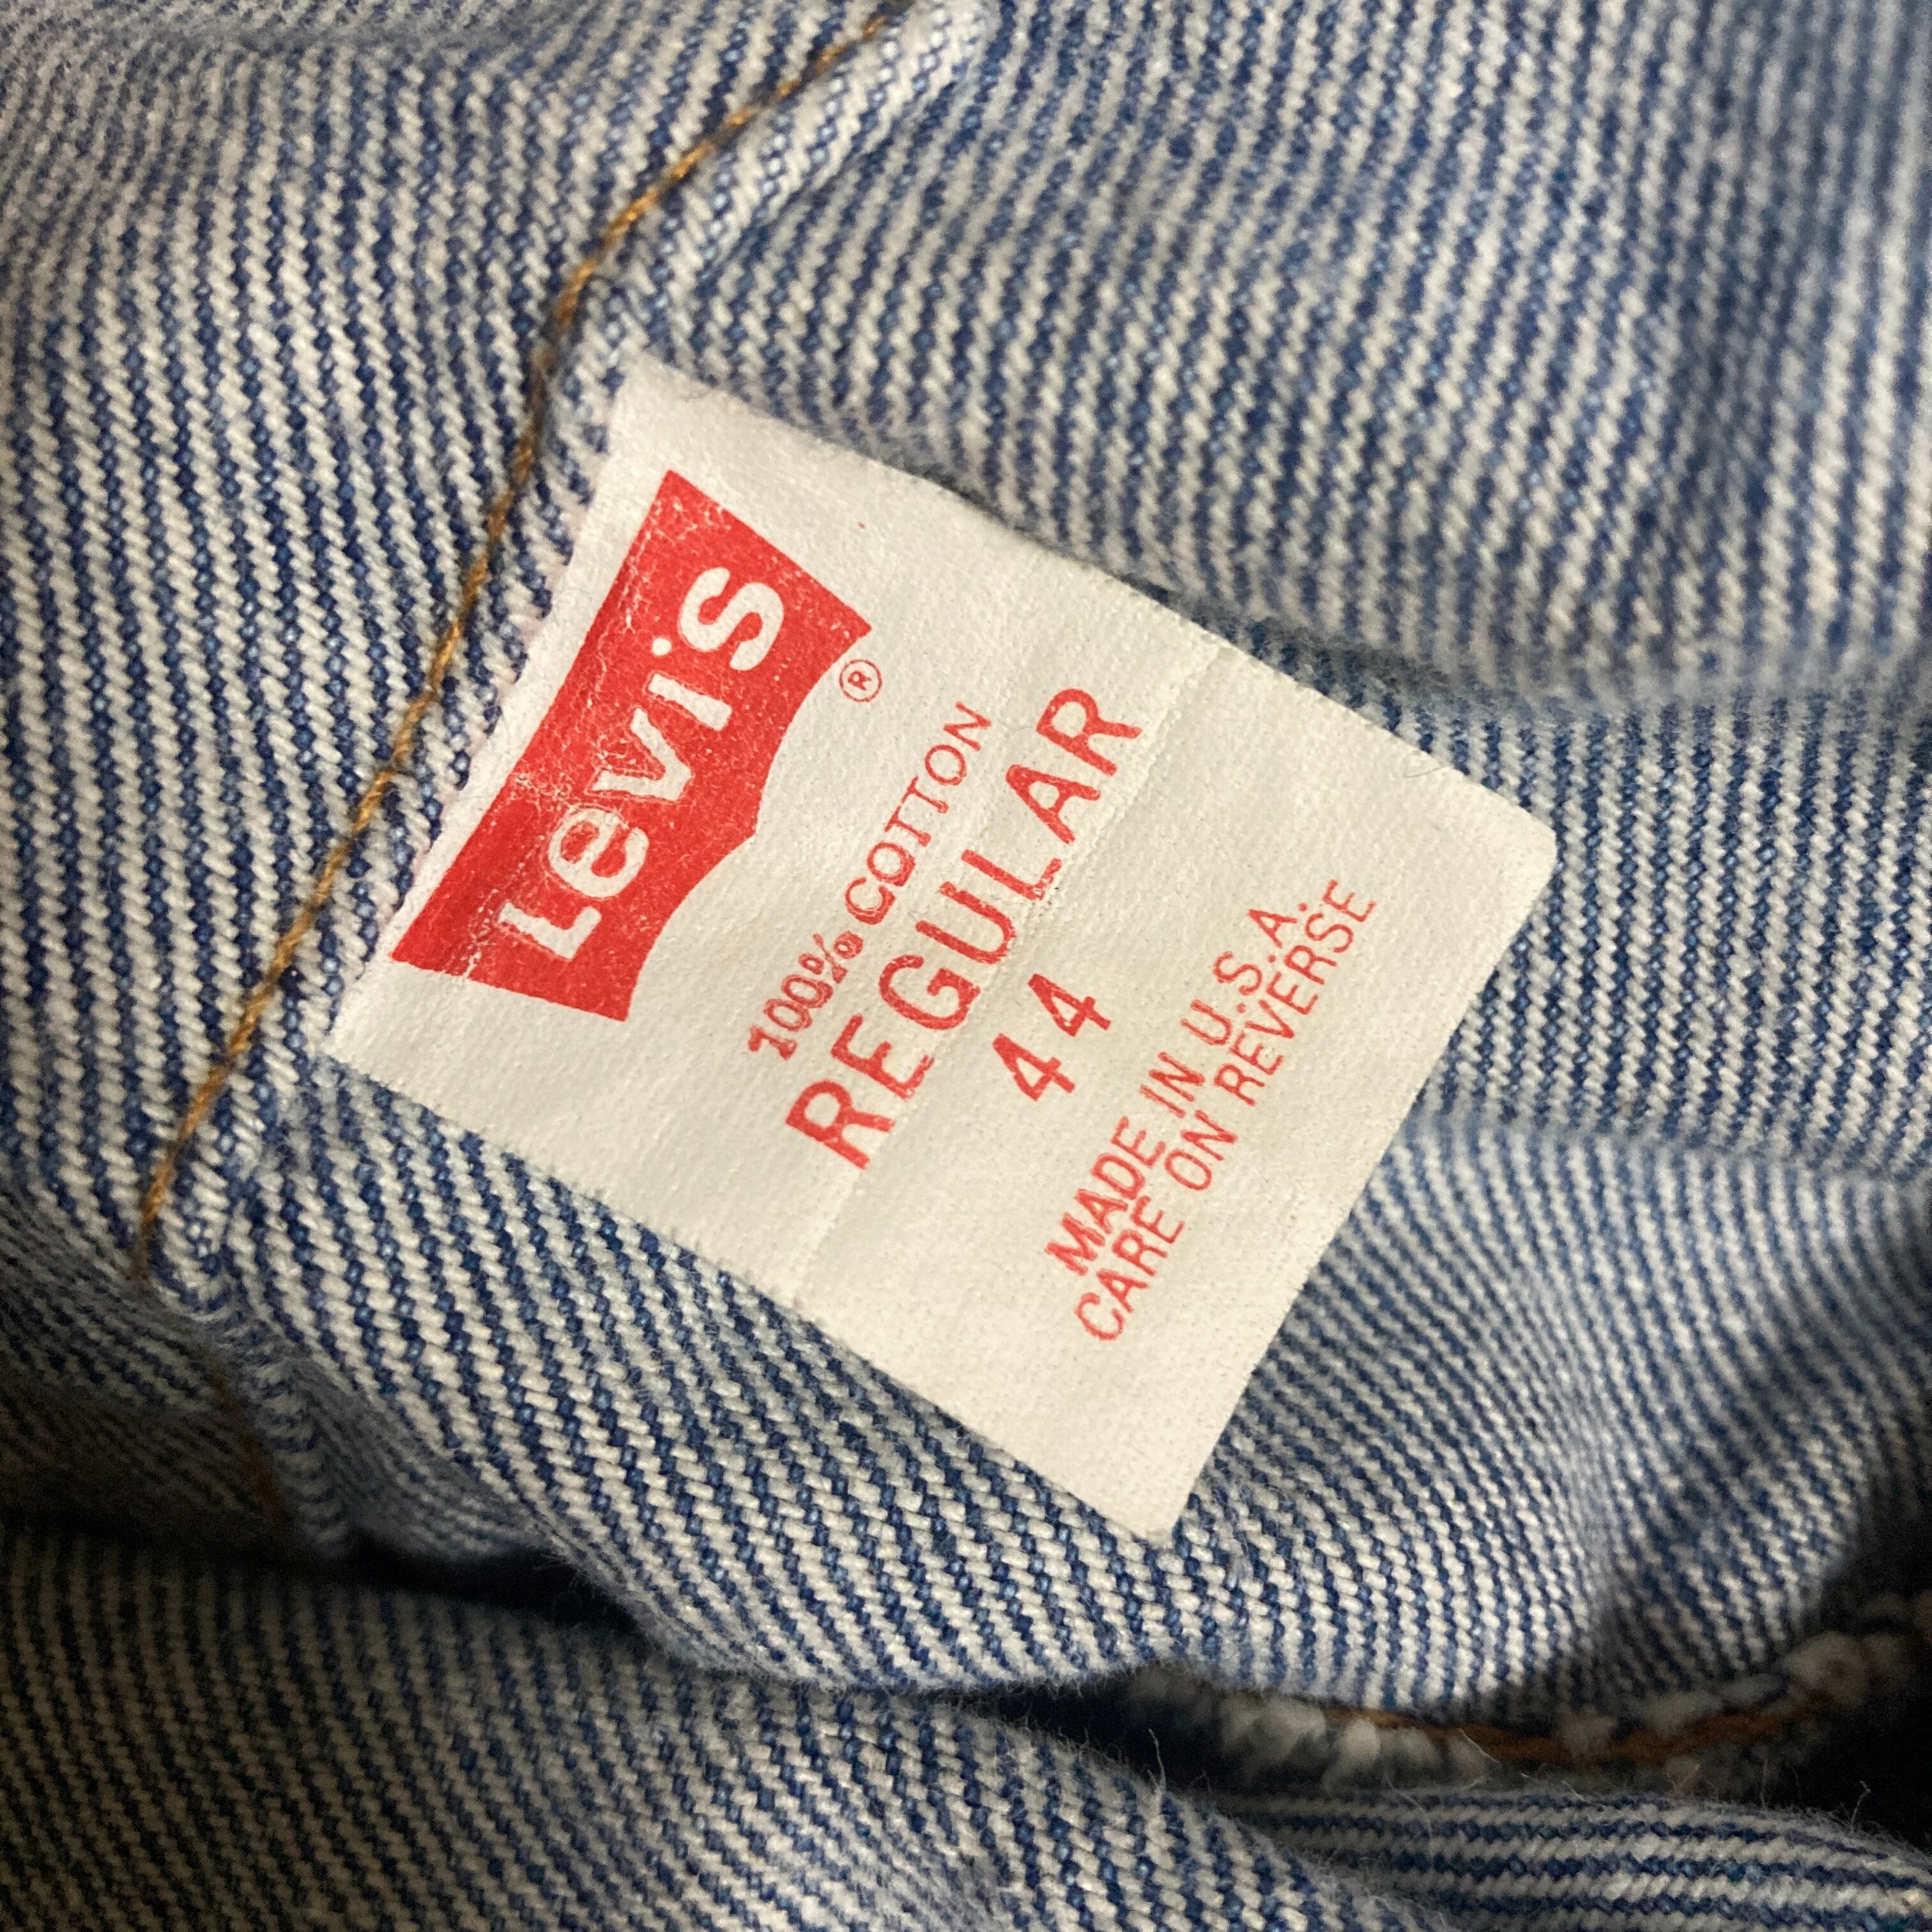 Levi's ®
100% COTTON
REGULAR
44
MADE IN U.S.A.
CARE ON REVERSE